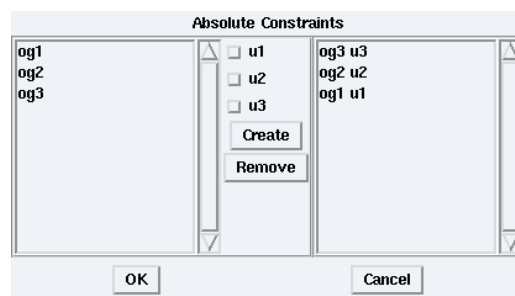 Absolute Constraints
og1
og2
og3
u1
u2
u3
Create
Remove
og3 u3
og2 u2
og1 u1
OK
Cancel